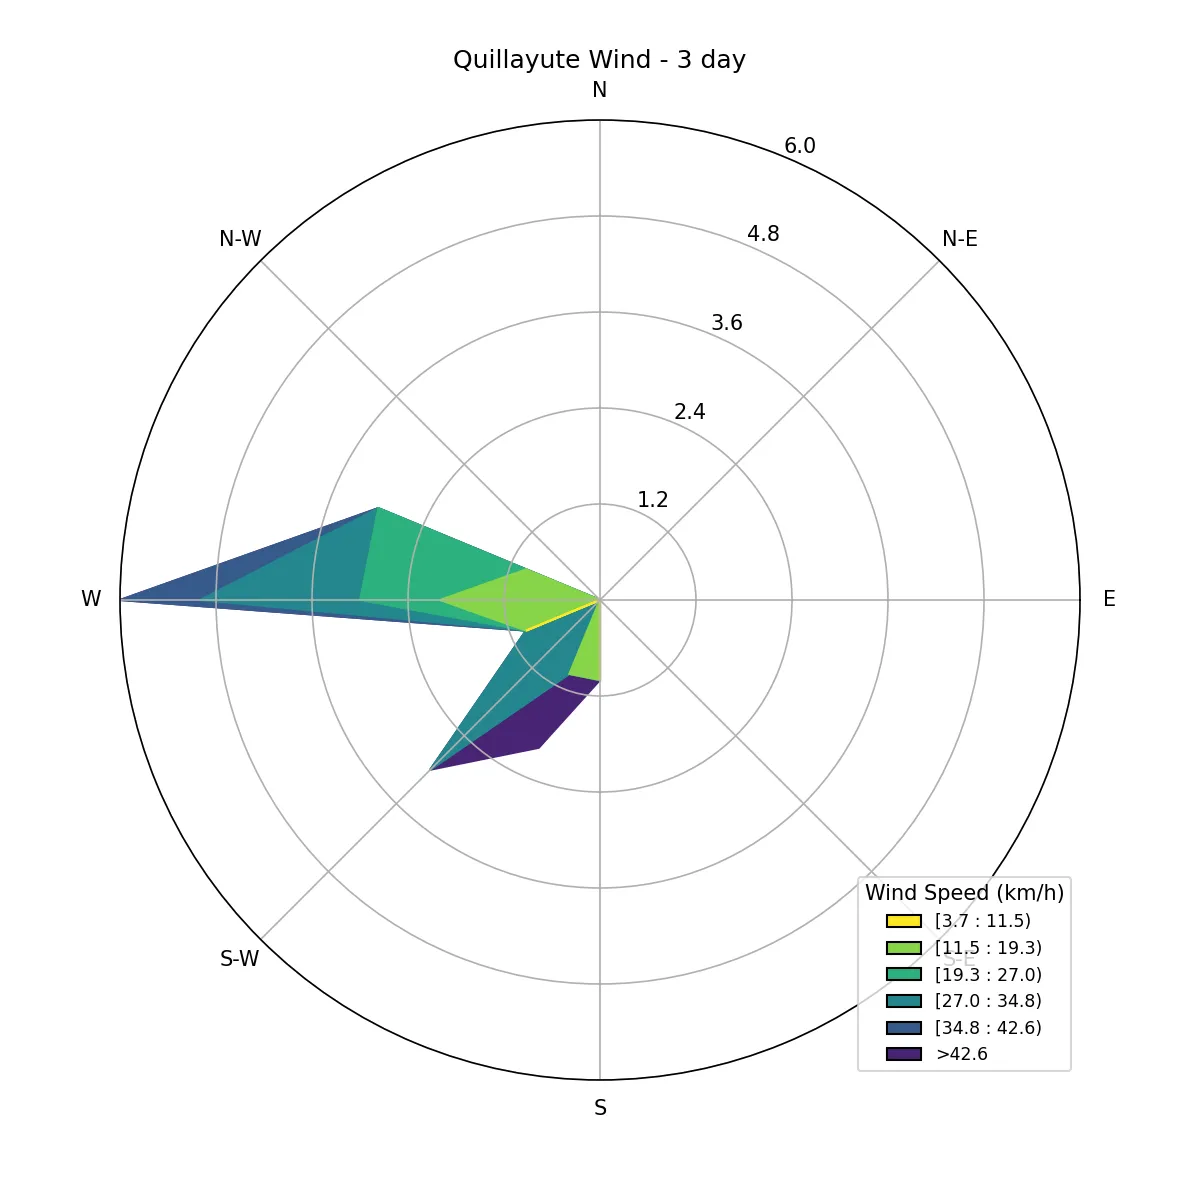 Quillayute Wind - 3 day
N
6.0
4.8
N-W
N-E
3.6
2.4
1.2
W
E
Wind Speed (km/h)
[3.7 : 11.5)
[11.5 : 19.3)
S-W
S-E
[19.3 : 27.0)
[27.0 : 34.8)
[34.8 : 42.6)
>42.6
S